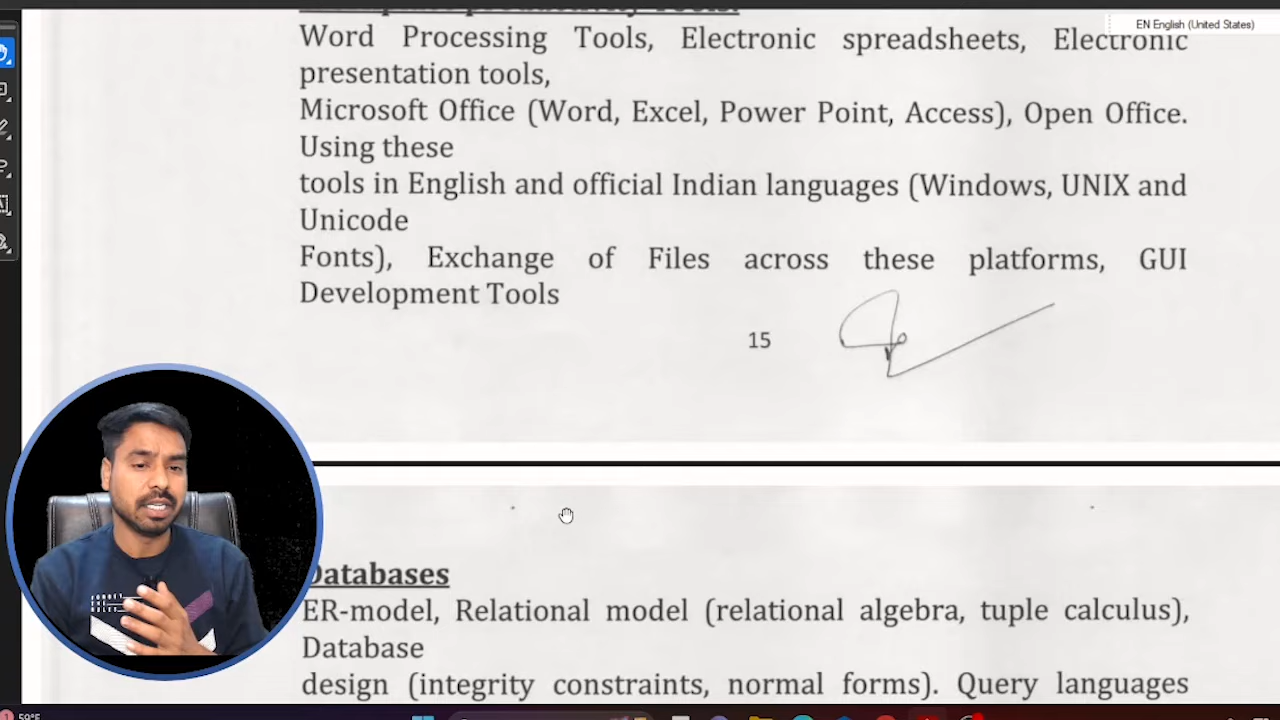 EN English (United States)
Word Processing Tools, Electronic spreadsheets, Electronic
presentation tools,
Microsoft Office (Word, Excel, Power Point, Access), Open Office.
Using these
tools in English and official Indian languages (Windows, UNIX and
Unicode
Fonts), Exchange of Files across these platforms, GUI
Development Tools
15
Databases
ER-model, Relational model (relational algebra, tuple calculus),
Database
design (integrity constraints, normal forms). Query languages
59°F